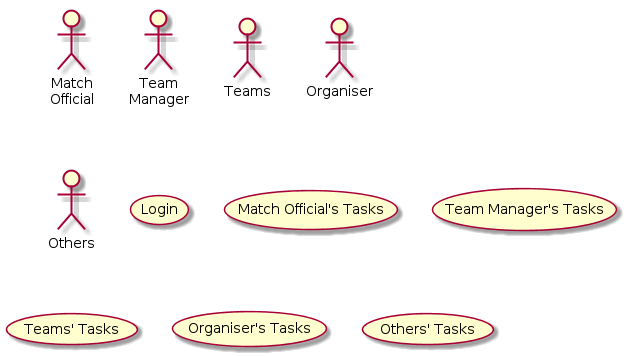 Match
Official
Team
Manager
Teams
Organiser
Others
Login
Match Official's Tasks
Team Manager's Tasks
Teams' Tasks
Organiser's Tasks
Others' Tasks